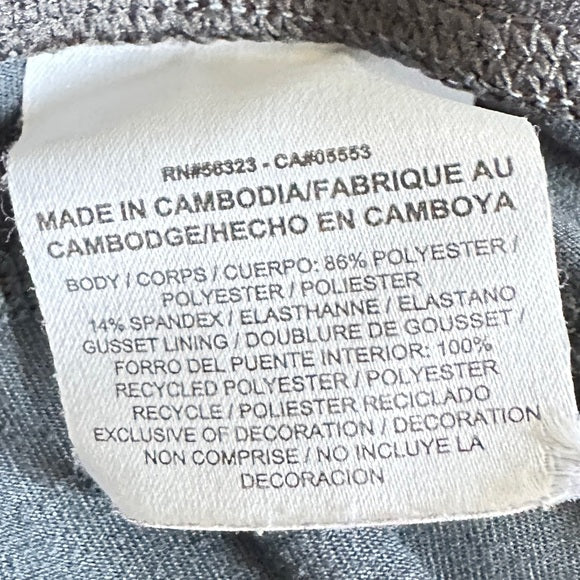 RN#56323 - CA#05553
MADE IN CAMBODIA/FABRIQUE AU
CAMBODGE/HECHO EN CAMBOYA
BODY / CORPS / CUERPO: 86% POLYESTER /
POLYESTER / POLIESTER
14% SPANDEX / ELASTHANNE / ELASTANO
GUSSET LINING / DOUBLURE DE GOUSSET /
FORRO DEL PUENTE INTERIOR: 100%
RECYCLED POLYESTER / POLYESTER
RECYCLE / POLIESTER RECICLADO
EXCLUSIVE OF DECORATION / DECORATION
NON COMPRISE / NO INCLUYE LA
DECORACION